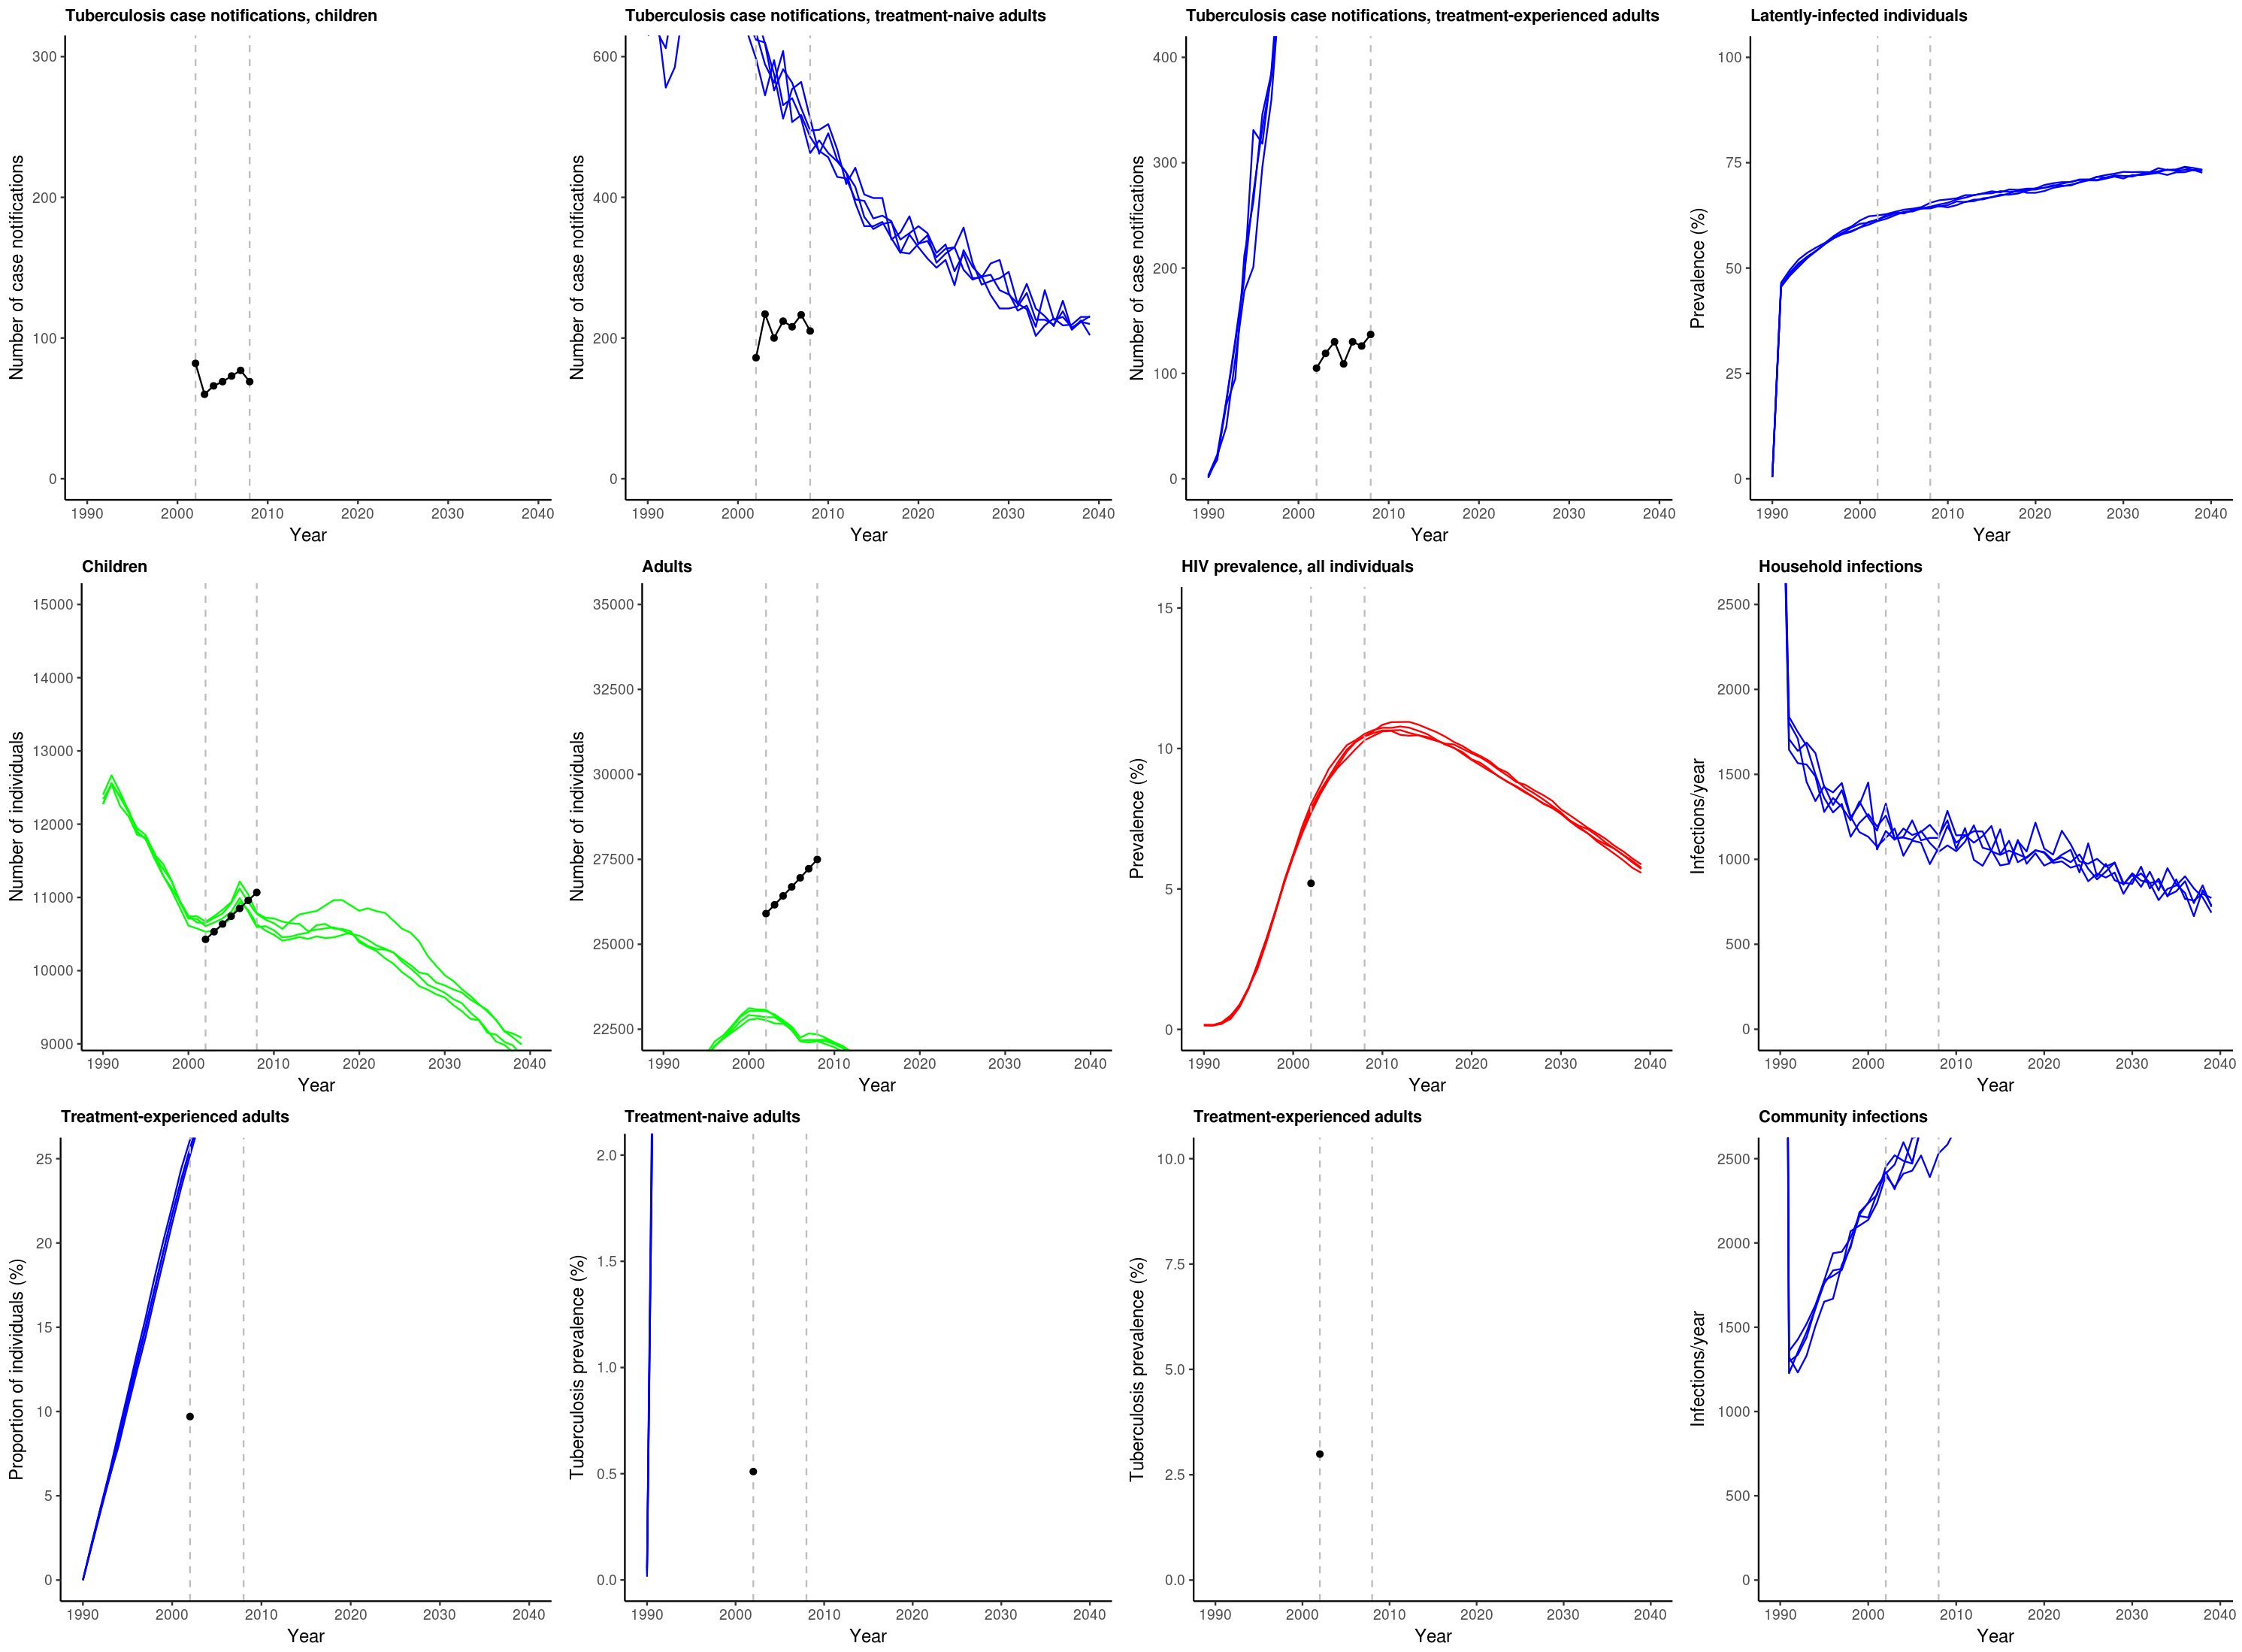 Tuberculosis case notifications, children
Number of case notifications
300
200
100
0
1990 2000 2010 2020 2030 2040
Year
Tuberculosis case notifications, treatment-naive adults
Number of case notifications
600
400
200
0
1990 2000 2010 2020 2030 2040
Year
Tuberculosis case notifications, treatment-experienced adults
Number of case notifications
400
300
200
100
0
1990 2000 2010 2020 2030 2040
Year
Latently-infected individuals
Prevalence (%)
100
75
50
25
0
1990 2000 2010 2020 2030 2040
Year
Children
Number of individuals
15000
14000
13000
12000
11000
10000
9000
1990 2000 2010 2020 2030 2040
Year
Adults
Number of individuals
35000
32500
30000
27500
25000
22500
1990 2000 2010 2020 2030 2040
Year
HIV prevalence, all individuals
Prevalence (%)
15
10
5
0
1990 2000 2010 2020 2030 2040
Year
Household infections
Infections/year
2500
2000
1500
1000
500
0
1990 2000 2010 2020 2030 2040
Year
Treatment-experienced adults
Proportion of individuals (%)
25
20
15
10
5
0
1990 2000 2010 2020 2030 2040
Year
Treatment-naive adults
Tuberculosis prevalence (%)
2.0
1.5
1.0
0.5
0.0
1990 2000 2010 2020 2030 2040
Year
Treatment-experienced adults
Tuberculosis prevalence (%)
10.0
7.5
5.0
2.5
0.0
1990 2000 2010 2020 2030 2040
Year
Community infections
Infections/year
2500
2000
1500
1000
500
0
1990 2000 2010 2020 2030 2040
Year